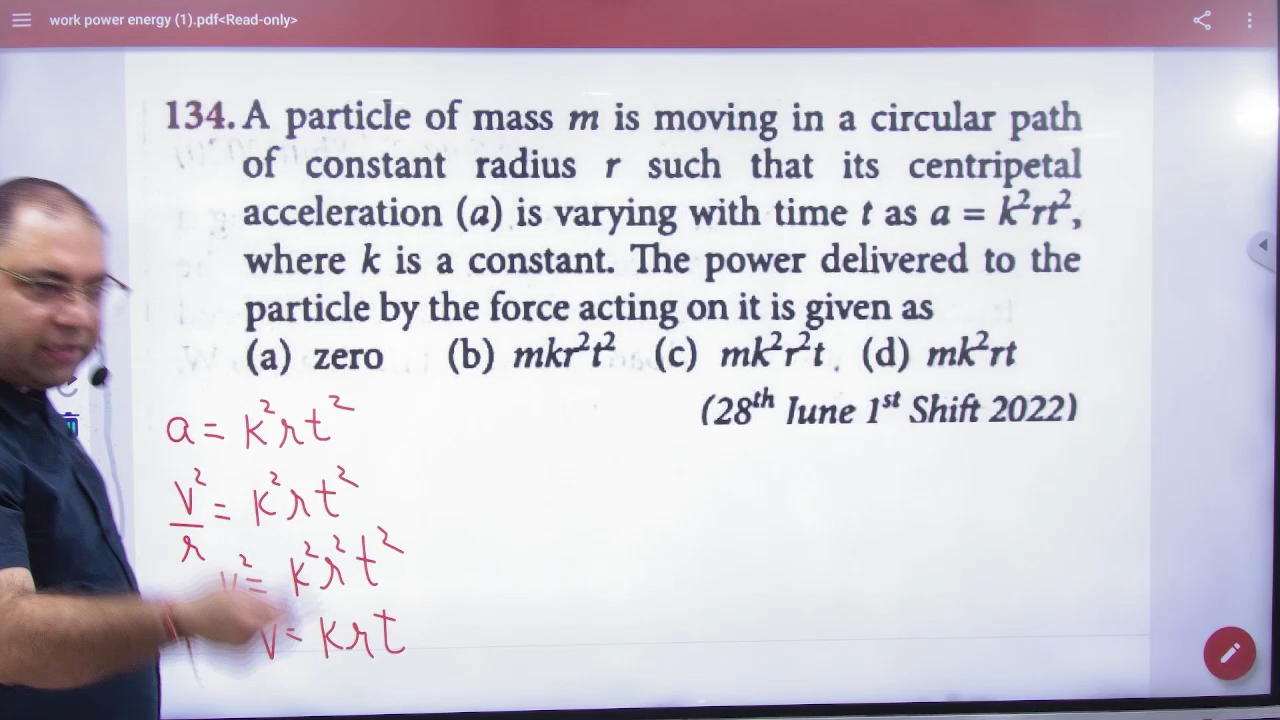 work power energy (1).pdf<Read-only>
134. A particle of mass m is moving in a circular path
of constant radius r such that its centripetal
acceleration (a) is varying with time t as a = k²rt²,
where k is a constant. The power delivered to the
particle by the force acting on it is given as
(a) zero (b) mkr²t² (c) mk²r²t (d) mk²rt
(28th June 1st Shift 2022)
a = k²rt²
v²/r = k²rt²
v² = k²r²t²
v = krt